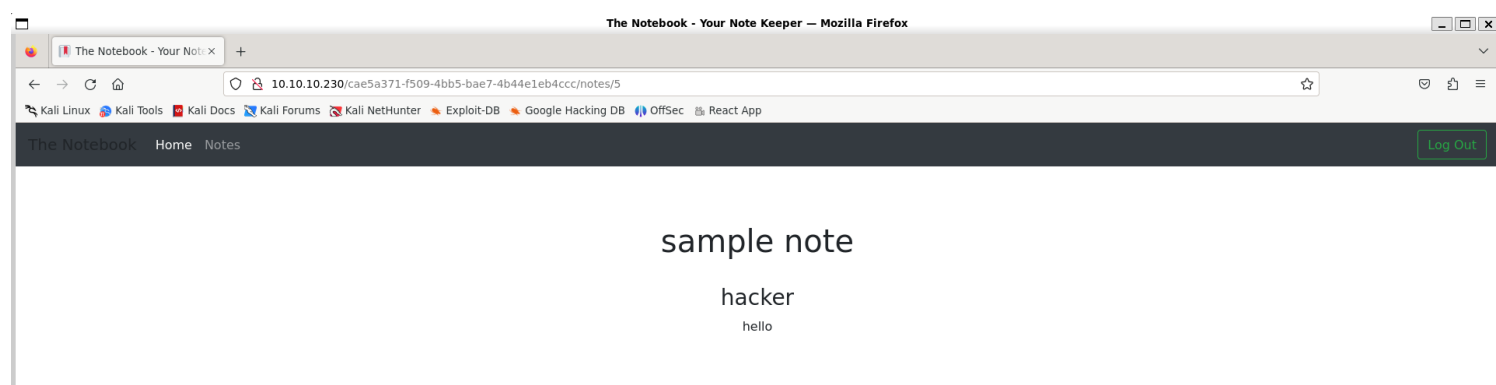 The Notebook - Your Note Keeper — Mozilla Firefox
The Notebook - Your Note
10.10.10.230/cae5a371-f509-4bb5-bae7-4b44e1eb4ccc/notes/5
Kali Linux Kali Tools Kali Docs Kali Forums Kali NetHunter Exploit-DB Google Hacking DB OffSec React App
The Notebook Home Notes Log Out
sample note
hacker
hello